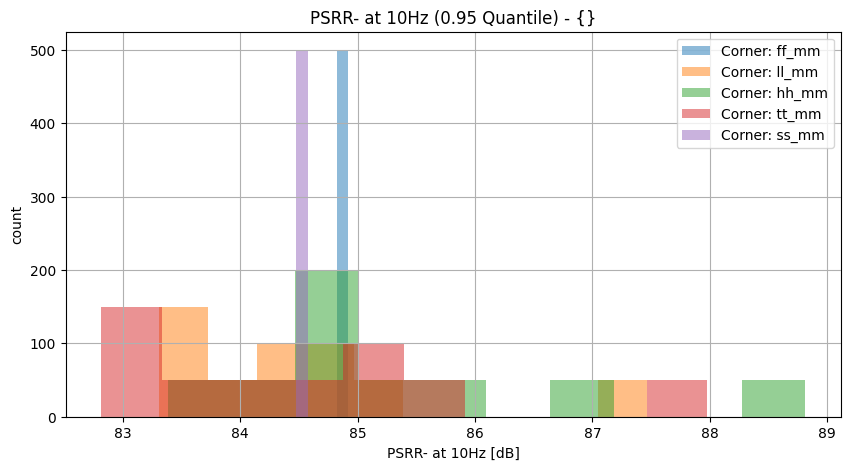 PSRR- at 10Hz (0.95 Quantile) - {}
500
400
300
200
100
0
count
Corner: ff_mm
Corner: ll_mm
Corner: hh_mm
Corner: tt_mm
Corner: ss_mm
83 84 85 86 87 88 89
PSRR- at 10Hz [dB]